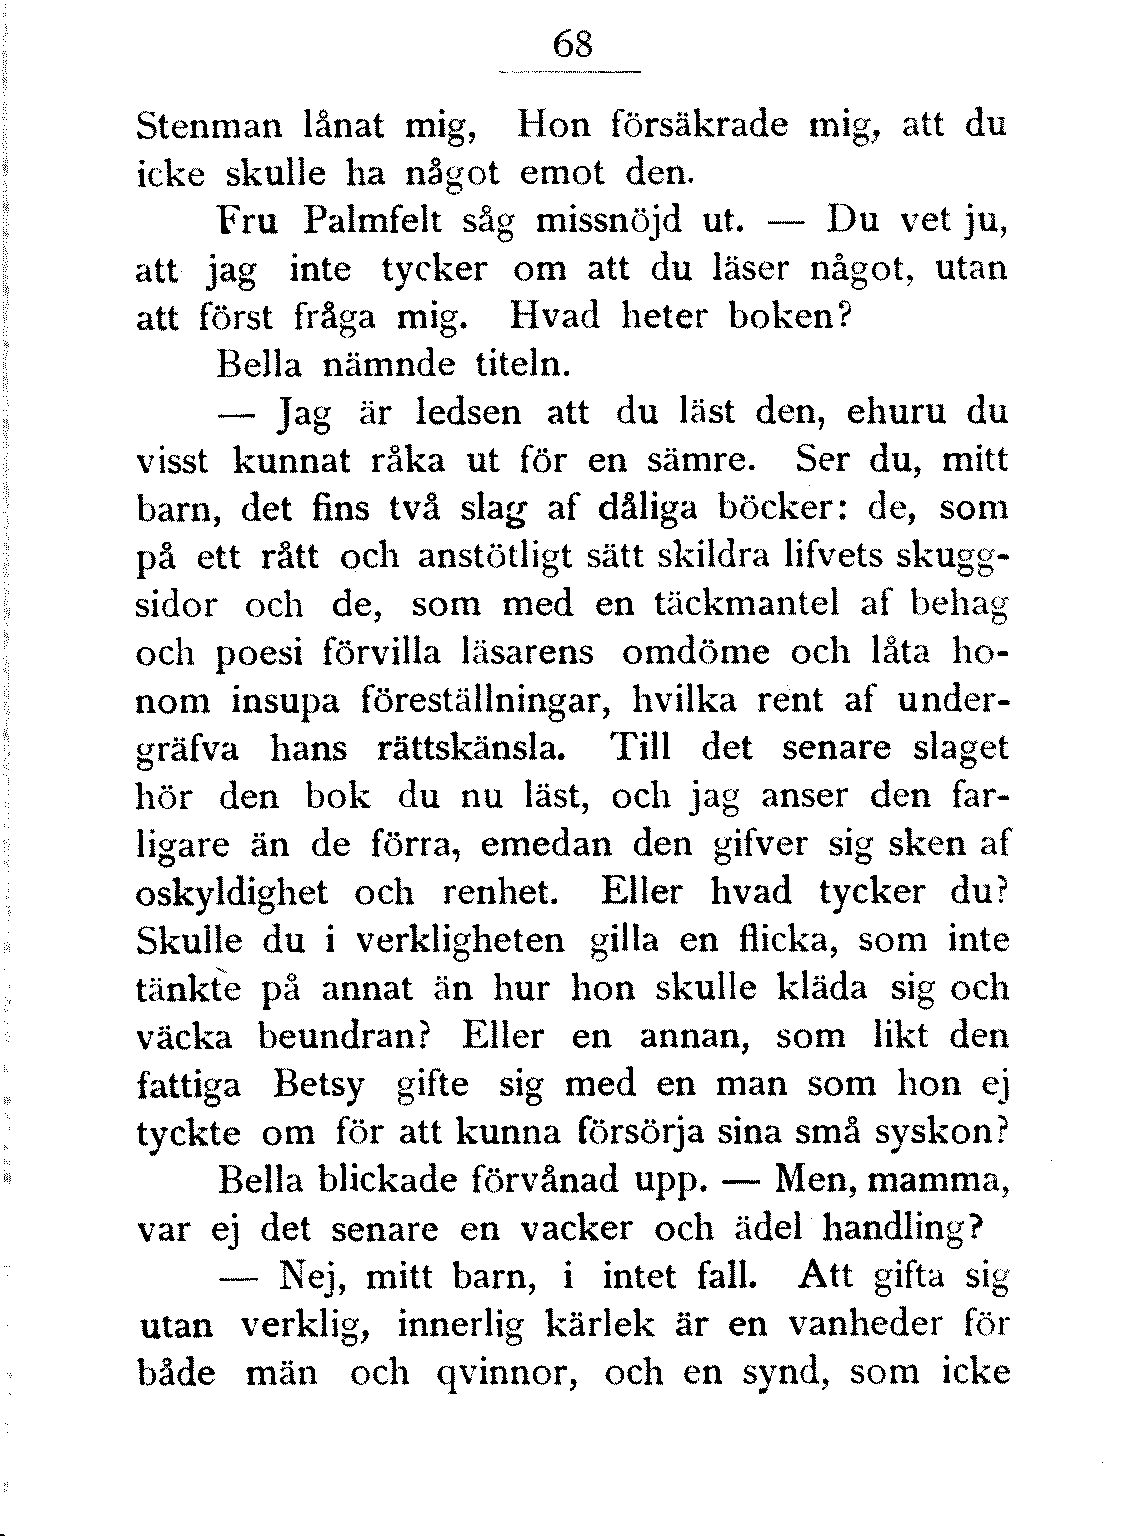 68
Stenman lånat mig, Hon försäkrade mig, att du
icke skulle ha något emot den.
Fru Palmfelt såg missnöjd ut. — Du vet ju,
att jag inte tycker om att du läser något, utan
att först fråga mig. Hvad heter boken?
Bella nämnde titeln.
— Jag är ledsen att du läst den, ehuru du
visst kunnat råka ut för en sämre. Ser du, mitt
barn, det fins två slag af dåliga böcker: de, som
på ett rått och anstötligt sätt skildra lifvets skugg-
sidor och de, som med en täckmantel af behag
och poesi förvilla läsarens omdöme och låta ho-
nom insupa föreställningar, hvilka rent af under-
gräfva hans rättskänsla. Till det senare slaget
hör den bok du nu läst, och jag anser den far-
ligare än de förra, emedan den gifver sig sken af
oskyldighet och renhet. Eller hvad tycker du?
Skulle du i verkligheten gilla en flicka, som inte
tänkte på annat än hur hon skulle kläda sig och
väcka beundran? Eller en annan, som likt den
fattiga Betsy gifte sig med en man som hon ej
tyckte om för att kunna försörja sina små syskon?
Bella blickade förvånad upp. — Men, mamma,
var ej det senare en vacker och ädel handling?
— Nej, mitt barn, i intet fall. Att gifta sig
utan verklig, innerlig kärlek är en vanheder för
både män och qvinnor, och en synd, som icke